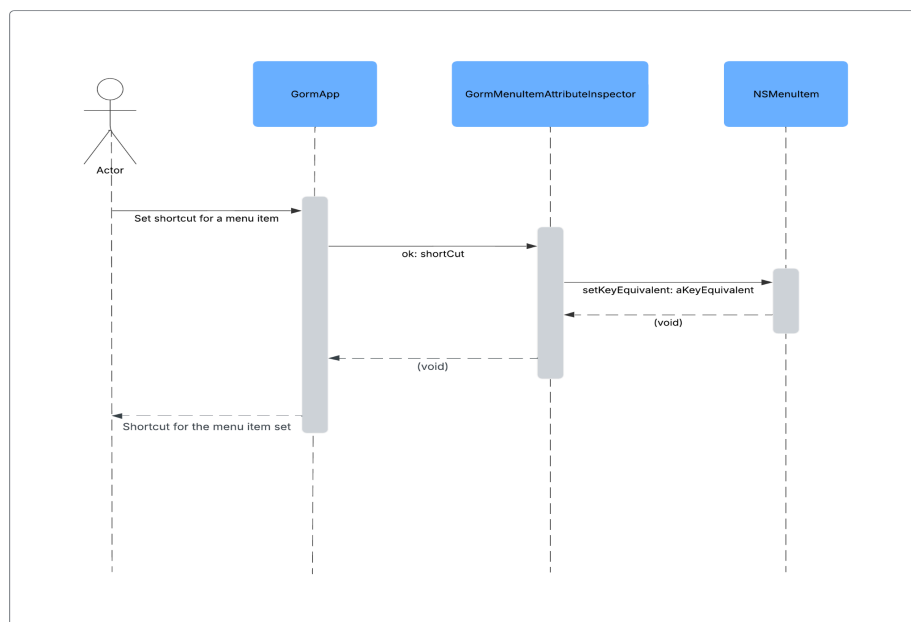 GormApp
GormMenuItemAttributeInspector
NSMenuItem
Actor
Set shortcut for a menu item
ok: shortCut
setKeyEquivalent: aKeyEquivalent
(void)
(void)
Shortcut for the menu item set